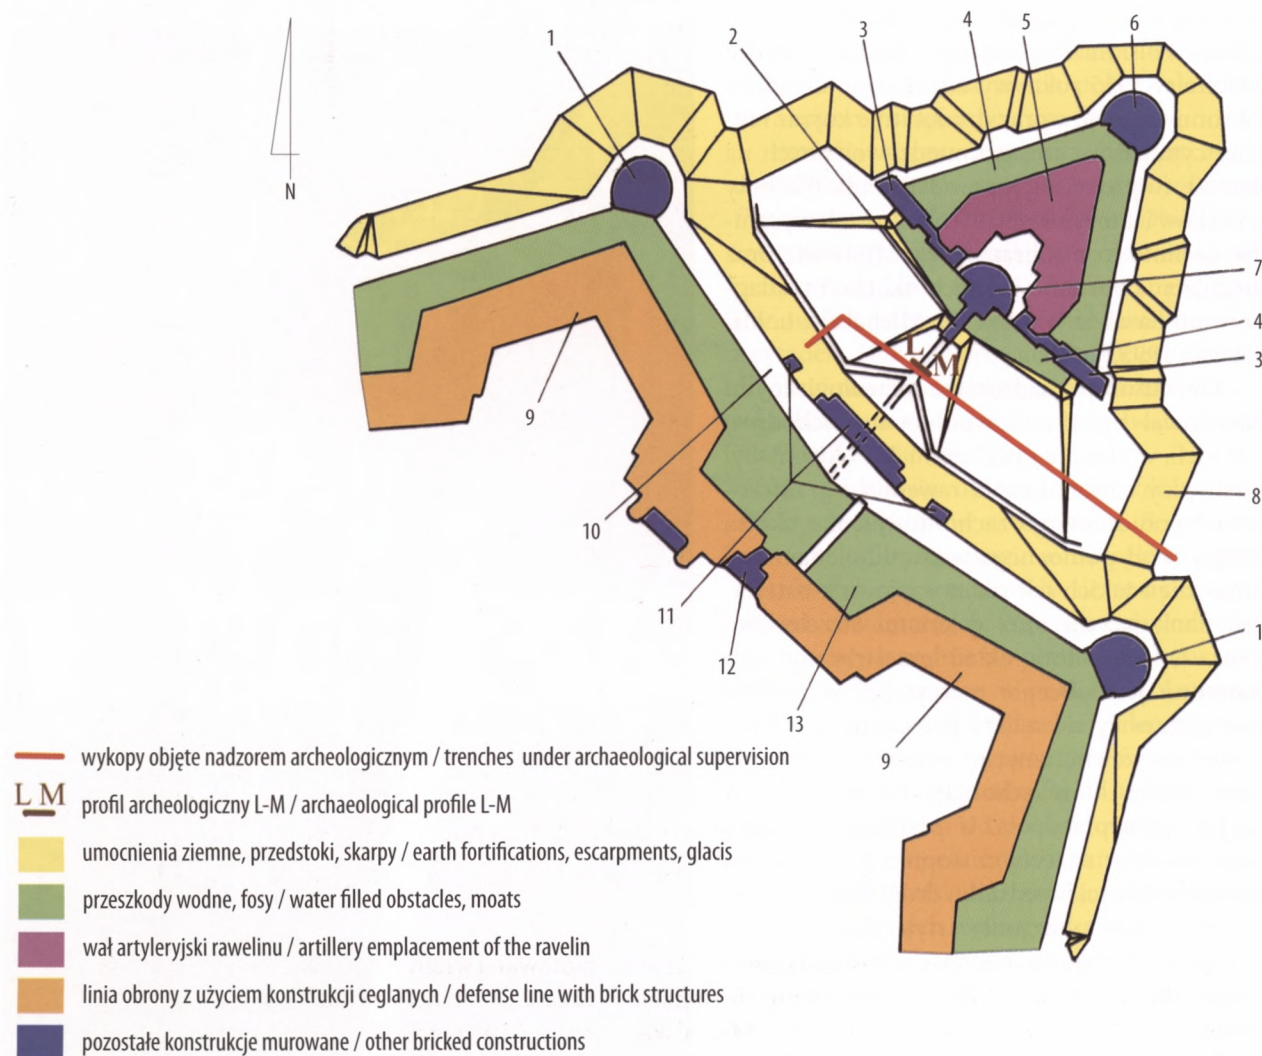 1
2
3
4
5
6
N
7
4
3
L
M
9
8
10
11
12
13
9
1
wykopy objęte nadzorem archeologicznym / trenches under archaeological supervision
L M profil archeologiczny L-M / archaeological profile L-M
umocnienia ziemne, przedstoki, skarpy / earth fortifications, escarpments, glacis
przeszkody wodne, fosy / water filled obstacles, moats
wał artyleryjski rawelinu / artillery emplacement of the ravelin
linia obrony z użyciem konstrukcji ceglanych / defense line with brick structures
pozostałe konstrukcje murowane / other bricked constructions